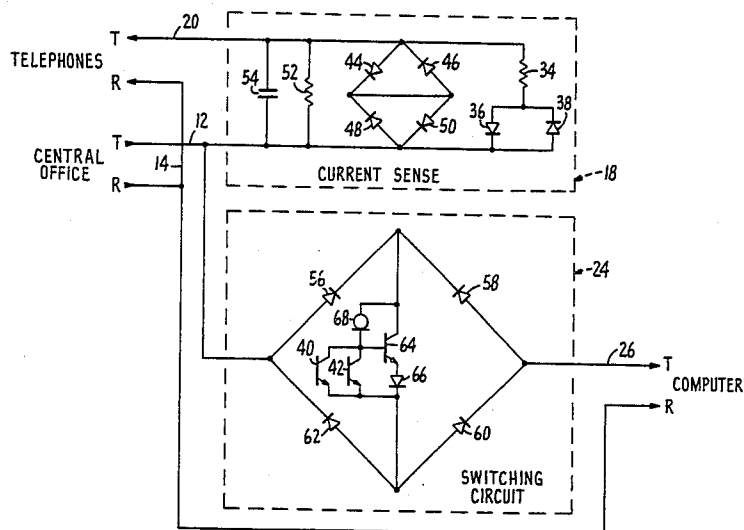 T 20
TELEPHONES
R
54 52 44 46 34
48 50 36 38
T 12
CENTRAL
OFFICE
R 14
CURRENT SENSE
18
24
56 58
68
40 42 64
66
26
T
COMPUTER
R
62 60
SWITCHING
CIRCUIT